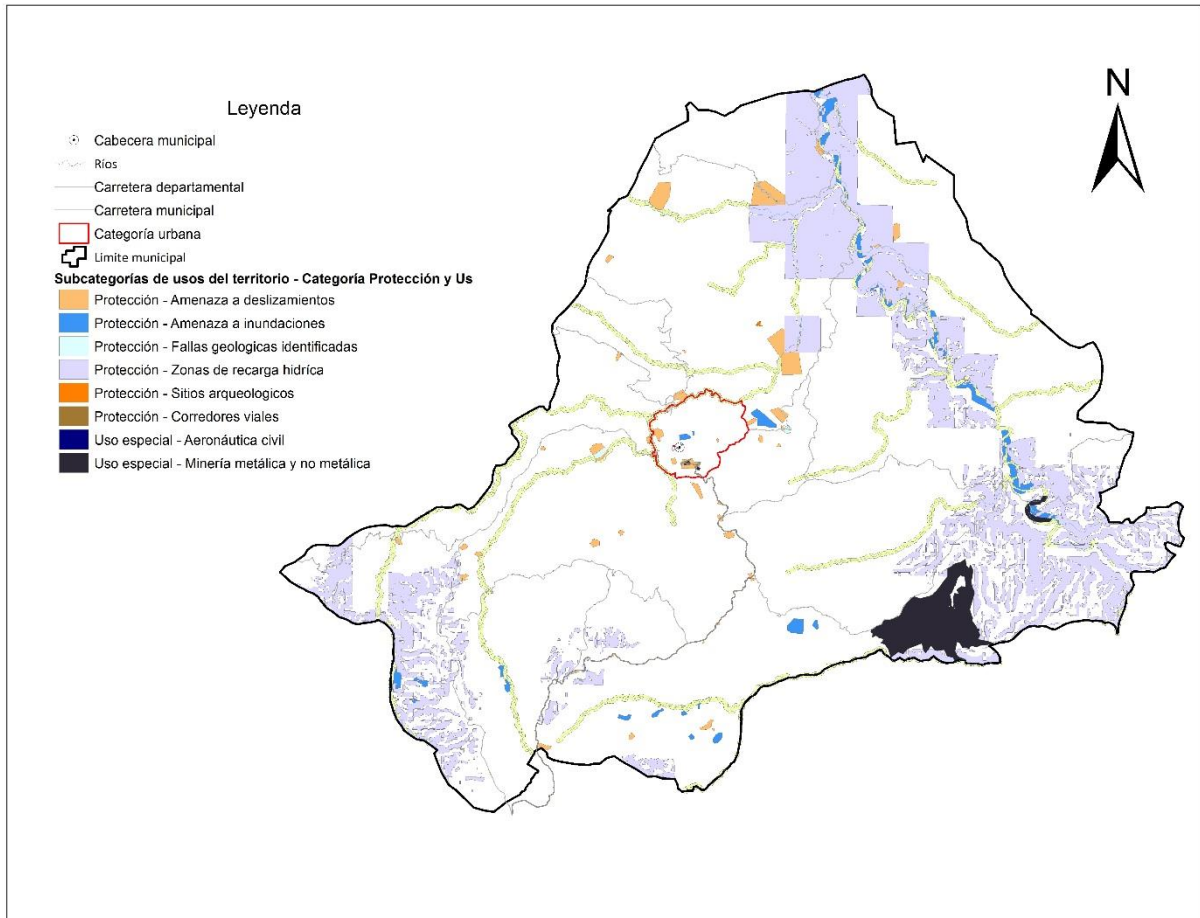 N
Leyenda
Cabecera municipal
Ríos
Carretera departamental
Carretera municipal
Categoría urbana
Limite municipal
Subcategorías de usos del territorio - Categoría Protección y Us
Protección - Amenaza a deslizamientos
Protección - Amenaza a inundaciones
Protección - Fallas geologicas identificadas
Protección - Zonas de recarga hidríca
Protección - Sitios arqueologicos
Protección - Corredores viales
Uso especial - Aeronáutica civil
Uso especial - Minería metálica y no metálica